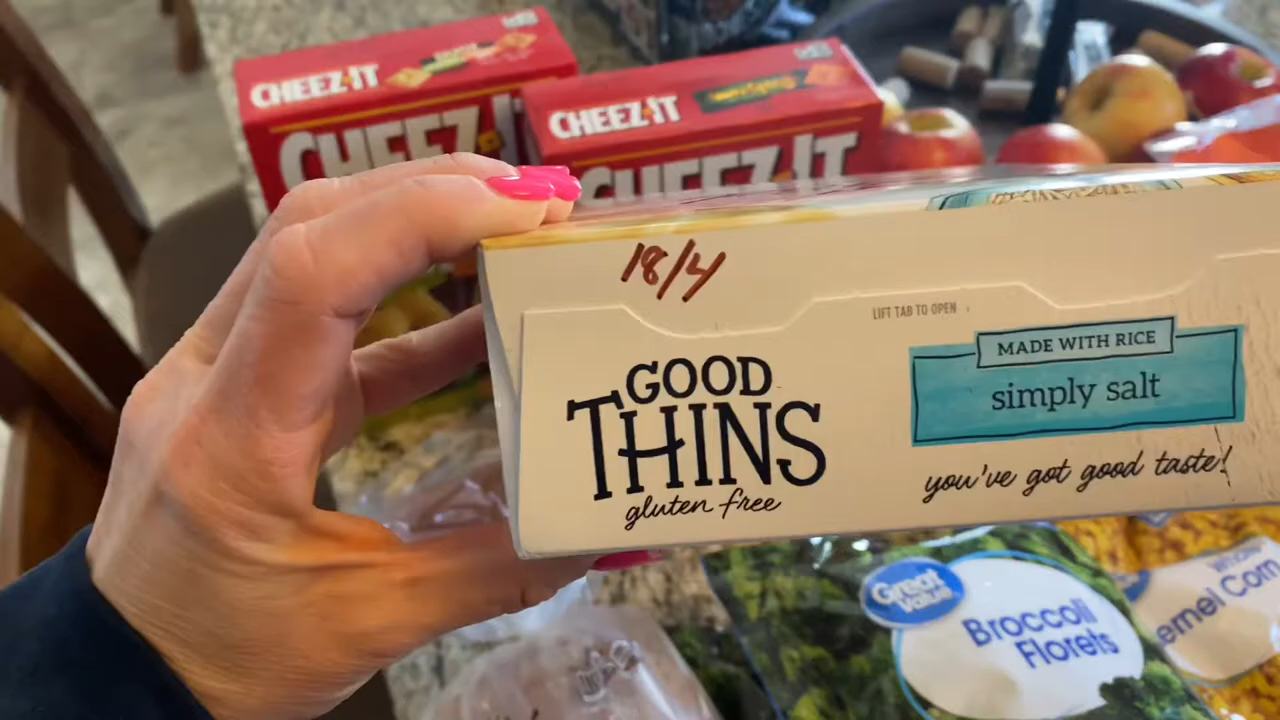 CHEEZ-IT
CHEEZ-IT
CHEEZ-IT
CHEEZ-IT
18/4
LIFT TAB TO OPEN
GOOD
THINS
gluten free
MADE WITH RICE
simply salt
you've got good taste!
Great
Value
Broccoli
Florets
Corn